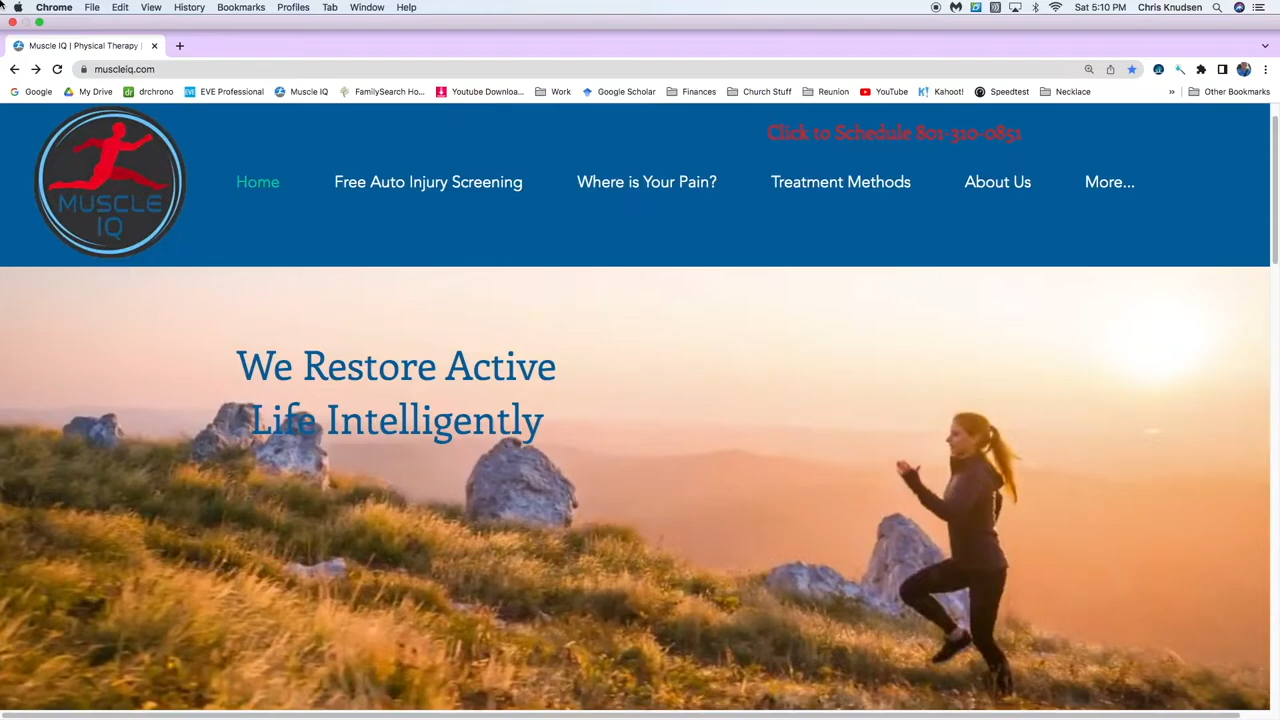 Chrome File Edit View History Bookmarks Profiles Tab Window Help Sat 5:10 PM Chris Knudsen
Muscle IQ | Physical Therapy |
muscleiq.com
Google My Drive drchrono EVE Professional Muscle IQ FamilySearch Ho... Youtube Downloa... Work Google Scholar Finances Church Stuff Reunion YouTube Kahoot! Speedtest Necklace » Other Bookmarks
Click to Schedule 801-310-0851
MUSCLE
IQ
Home Free Auto Injury Screening Where is Your Pain? Treatment Methods About Us More...
We Restore Active
Life Intelligently